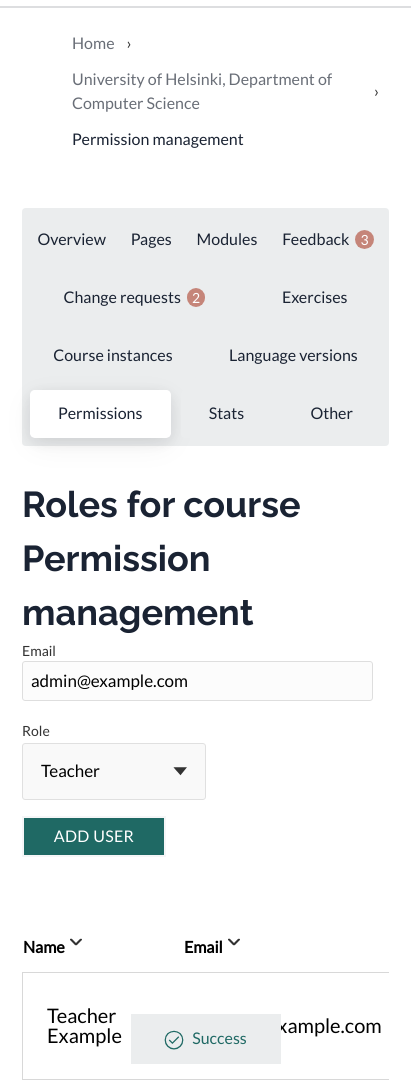 Home ›
University of Helsinki, Department of
Computer Science ›
Permission management
Overview Pages Modules Feedback 3
Change requests 2 Exercises
Course instances Language versions
Permissions Stats Other
Roles for course
Permission
management
Email
admin@example.com
Role
Teacher
ADD USER
Name Email
Teacher
Example
xample.com
Success